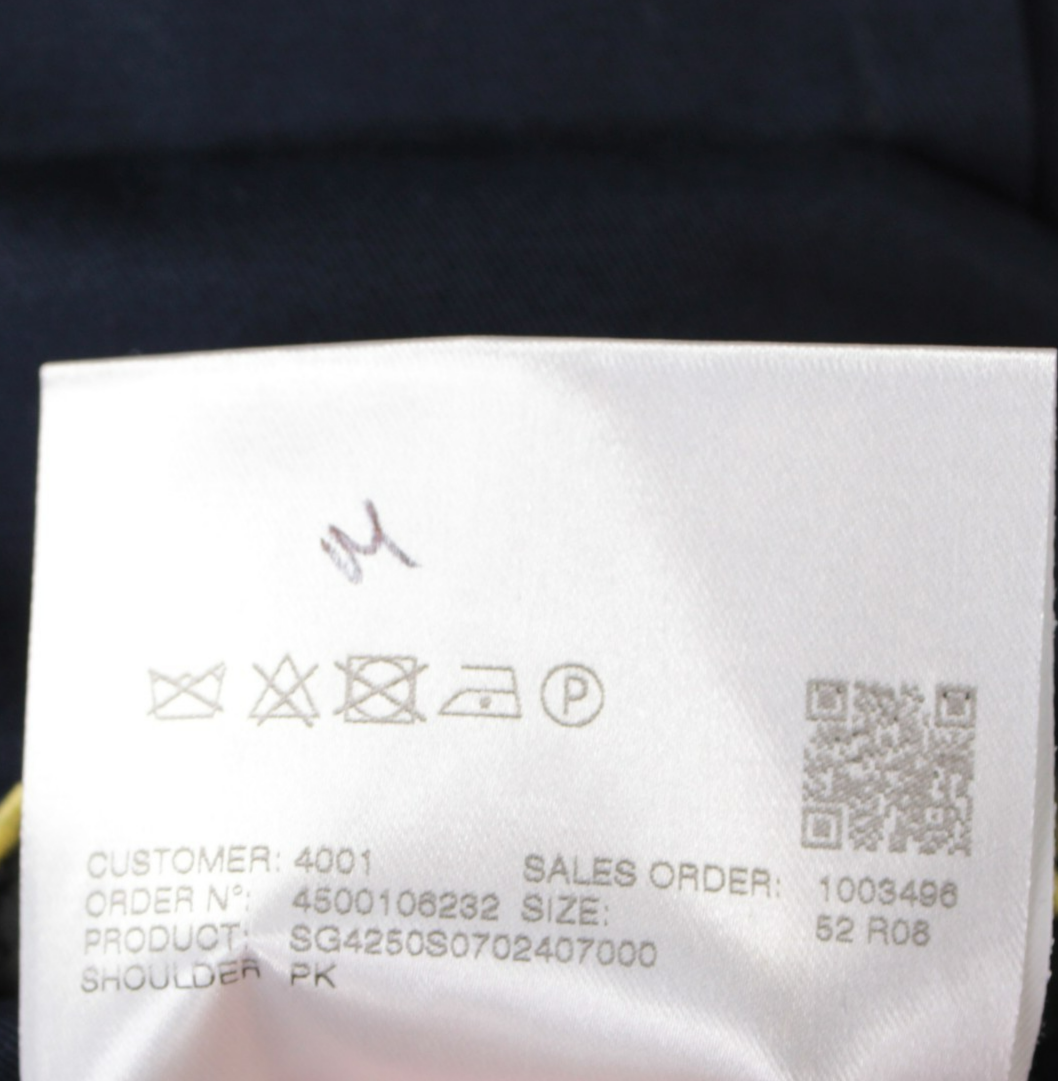 P
CUSTOMER: 4001 SALES ORDER: 1003496
ORDER N°: 4500106232 SIZE: 52 R08
PRODUCT: SG4250S0702407000
SHOULDER PK